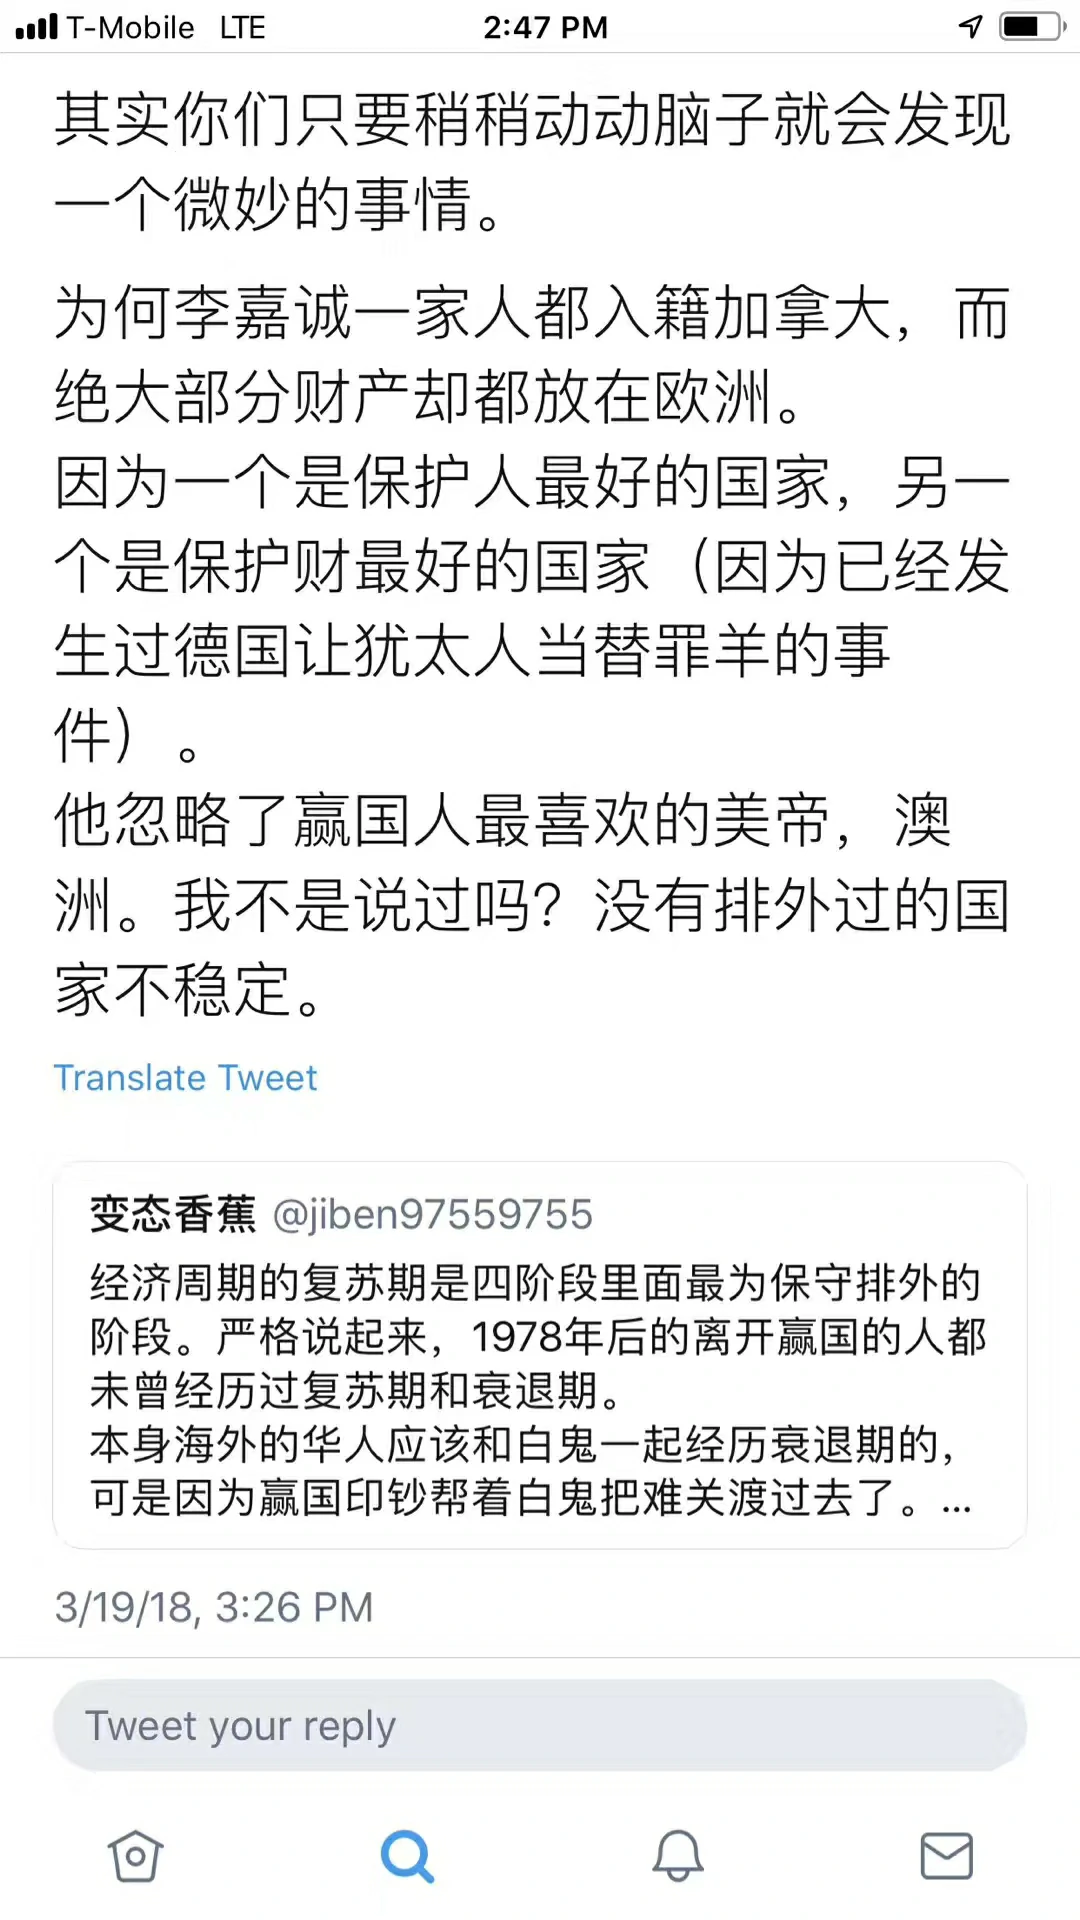 T-Mobile LTE 2:47 PM
其实你们只要稍稍动动脑子就会发现
一个微妙的事情。
为何李嘉诚一家人都入籍加拿大，而
绝大部分财产却都放在欧洲。
因为一个是保护人最好的国家，另一
个是保护财最好的国家（因为已经发
生过德国让犹太人当替罪羊的事
件）。
他忽略了赢国人最喜欢的美帝，澳
洲。我不是说过吗？没有排外过的国
家不稳定。
Translate Tweet
变态香蕉 @jiben97559755
经济周期的复苏期是四阶段里面最为保守排外的
阶段。严格说起来，1978年后的离开赢国的人都
未曾经历过复苏期和衰退期。
本身海外的华人应该和白鬼一起经历衰退期的，
可是因为赢国印钞帮着白鬼把难关渡过去了。...
3/19/18, 3:26 PM
Tweet your reply